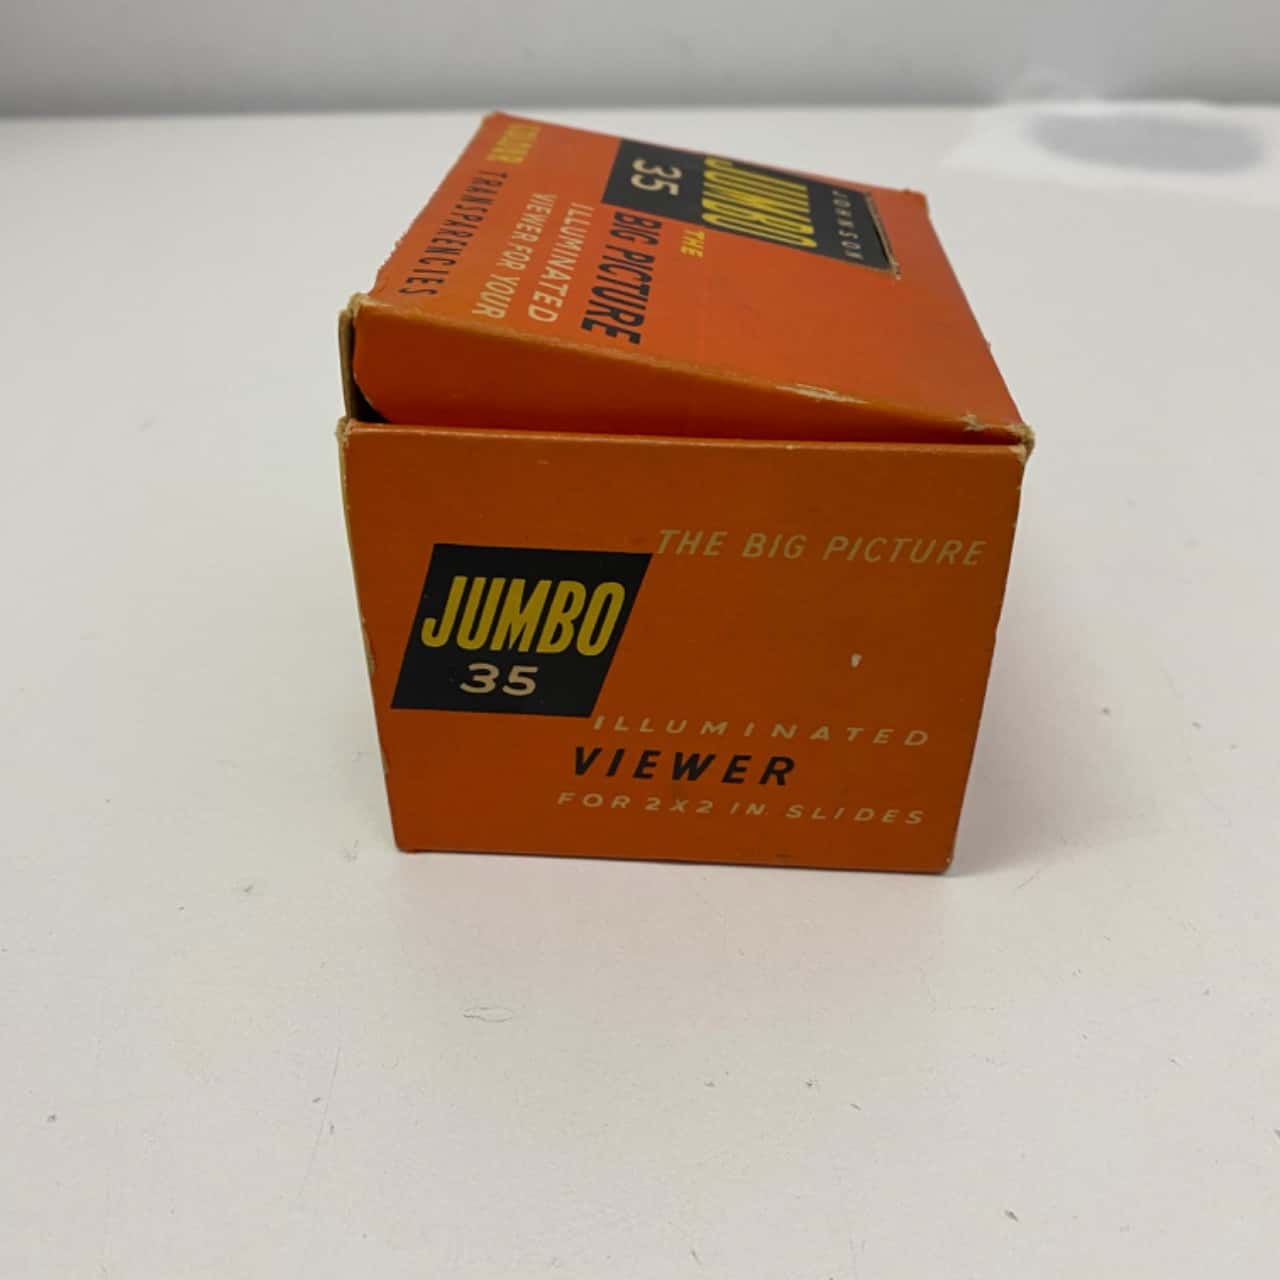 JOHNSON
JUMBO
35
THE
BIG PICTURE
ILLUMINATED
VIEWER FOR YOUR
COLOUR TRANSPARENCIES
THE BIG PICTURE
JUMBO
35
ILLUMINATED
VIEWER
FOR 2X2 IN. SLIDES